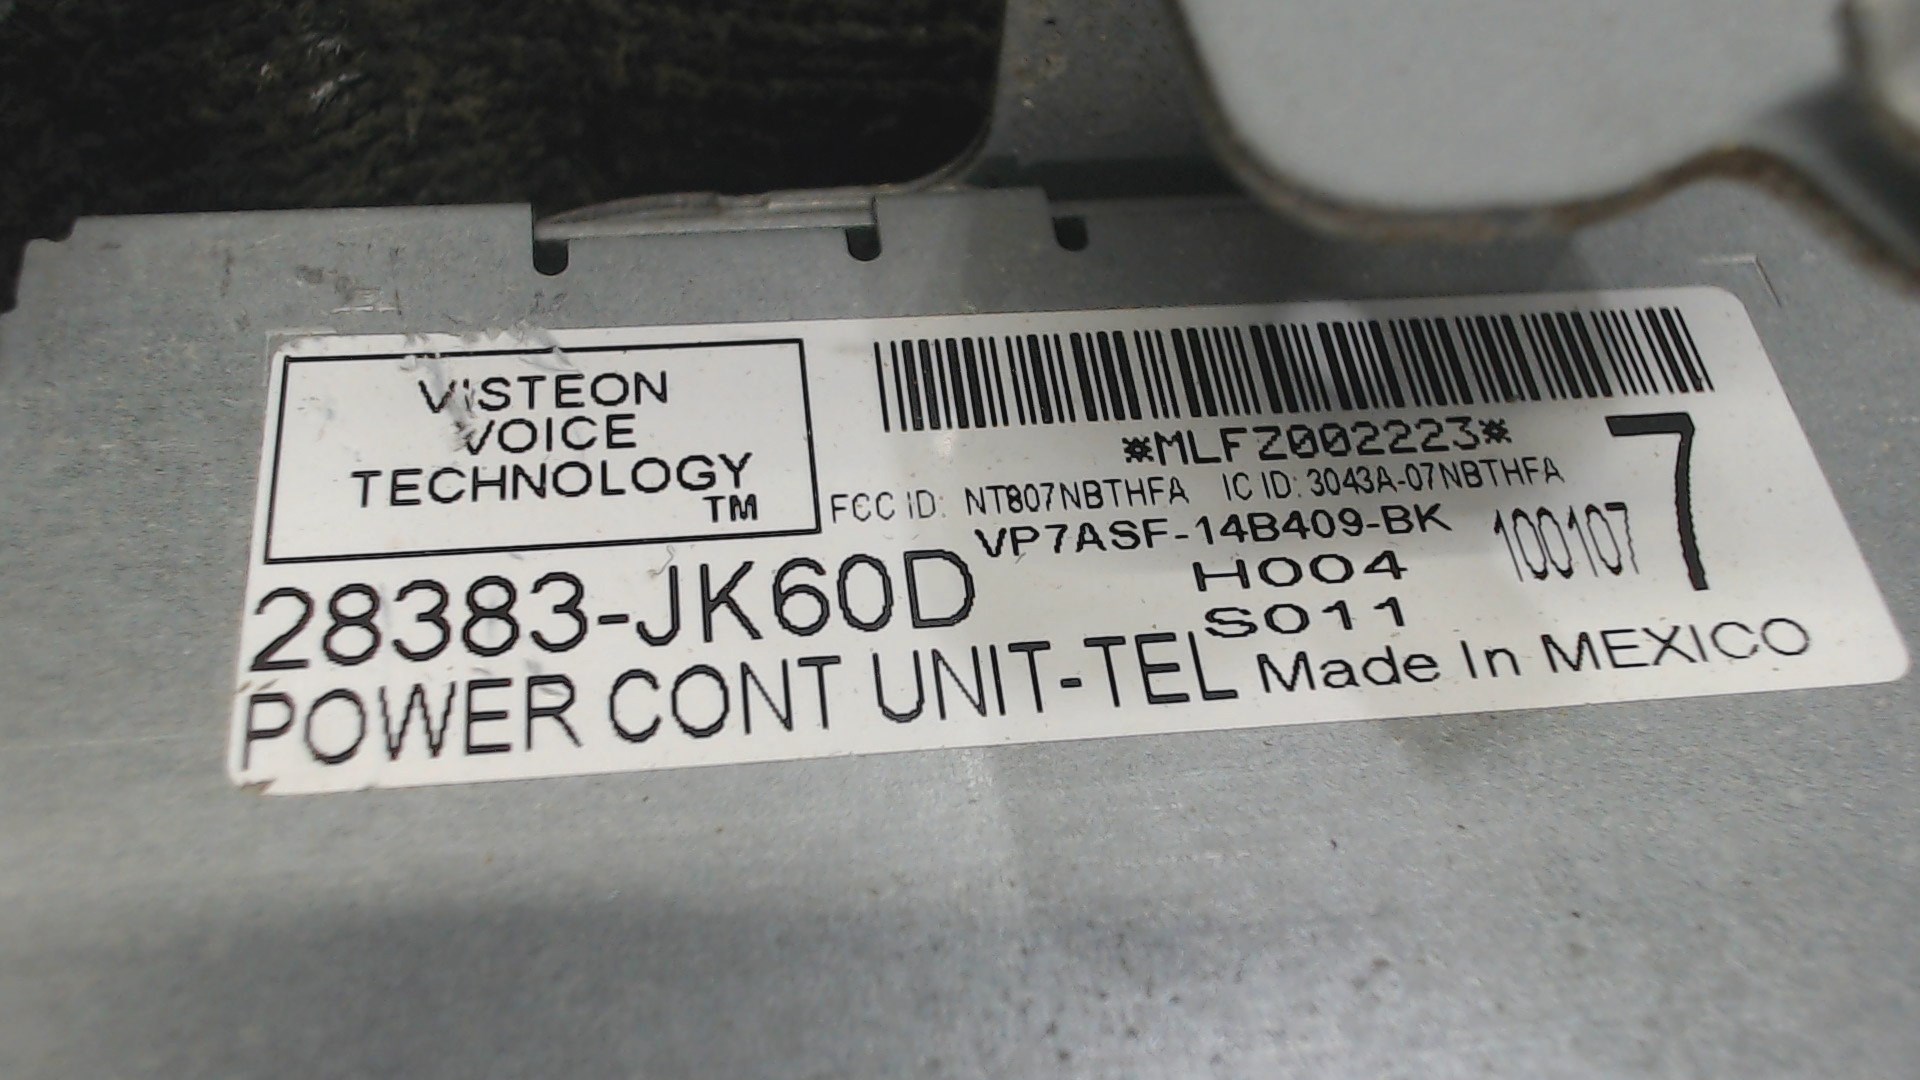 VISTEON
VOICE
TECHNOLOGY
TM
*MLFZ002223*
FCC ID: NT807NBTHFA IC ID: 3043A-07NBTHFA
VP7ASF-14B409-BK
H004
S011
100107
7
28383-JK60D
POWER CONT UNIT-TEL
Made In MEXICO